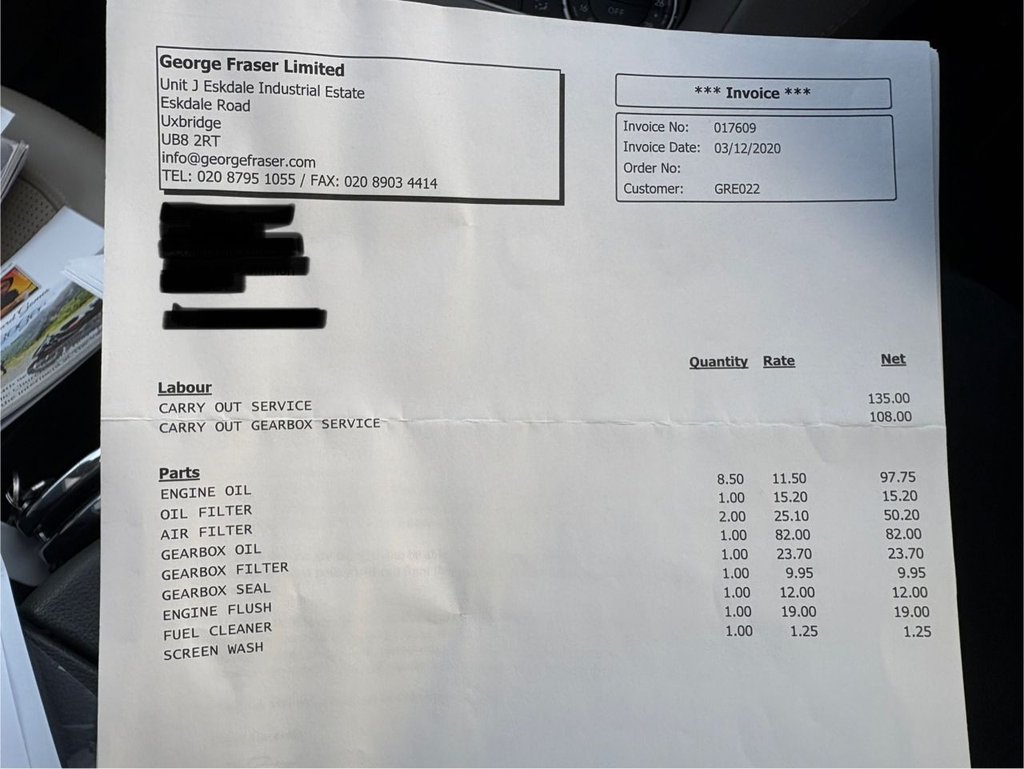 George Fraser Limited
Unit J Eskdale Industrial Estate
Eskdale Road
Uxbridge
UB8 2RT
info@georgefraser.com
TEL: 020 8795 1055 / FAX: 020 8903 4414
*** Invoice ***
Invoice No: 017609
Invoice Date: 03/12/2020
Order No:
Customer: GRE022
Quantity Rate Net
Labour
CARRY OUT SERVICE 135.00
CARRY OUT GEARBOX SERVICE 108.00
Parts
ENGINE OIL 8.50 11.50 97.75
OIL FILTER 1.00 15.20 15.20
AIR FILTER 2.00 25.10 50.20
GEARBOX OIL 1.00 82.00 82.00
GEARBOX FILTER 1.00 23.70 23.70
GEARBOX SEAL 1.00 9.95 9.95
ENGINE FLUSH 1.00 12.00 12.00
FUEL CLEANER 1.00 19.00 19.00
SCREEN WASH 1.00 1.25 1.25
OFF